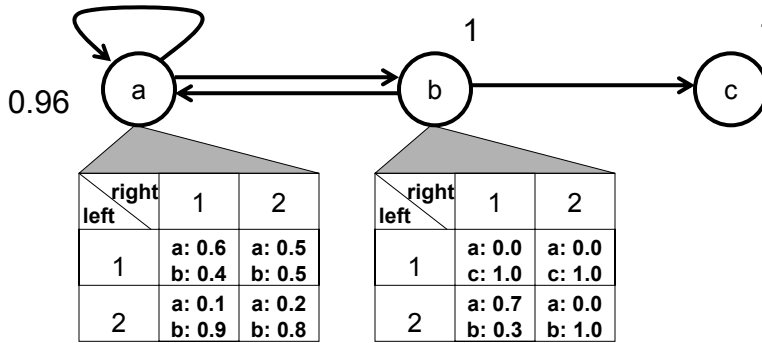 1
0.96
a
b
c
right
left
1
2
1
a: 0.6
b: 0.4
a: 0.5
b: 0.5
2
a: 0.1
b: 0.9
a: 0.2
b: 0.8
right
left
1
2
1
a: 0.0
c: 1.0
a: 0.0
c: 1.0
2
a: 0.7
b: 0.3
a: 0.0
b: 1.0